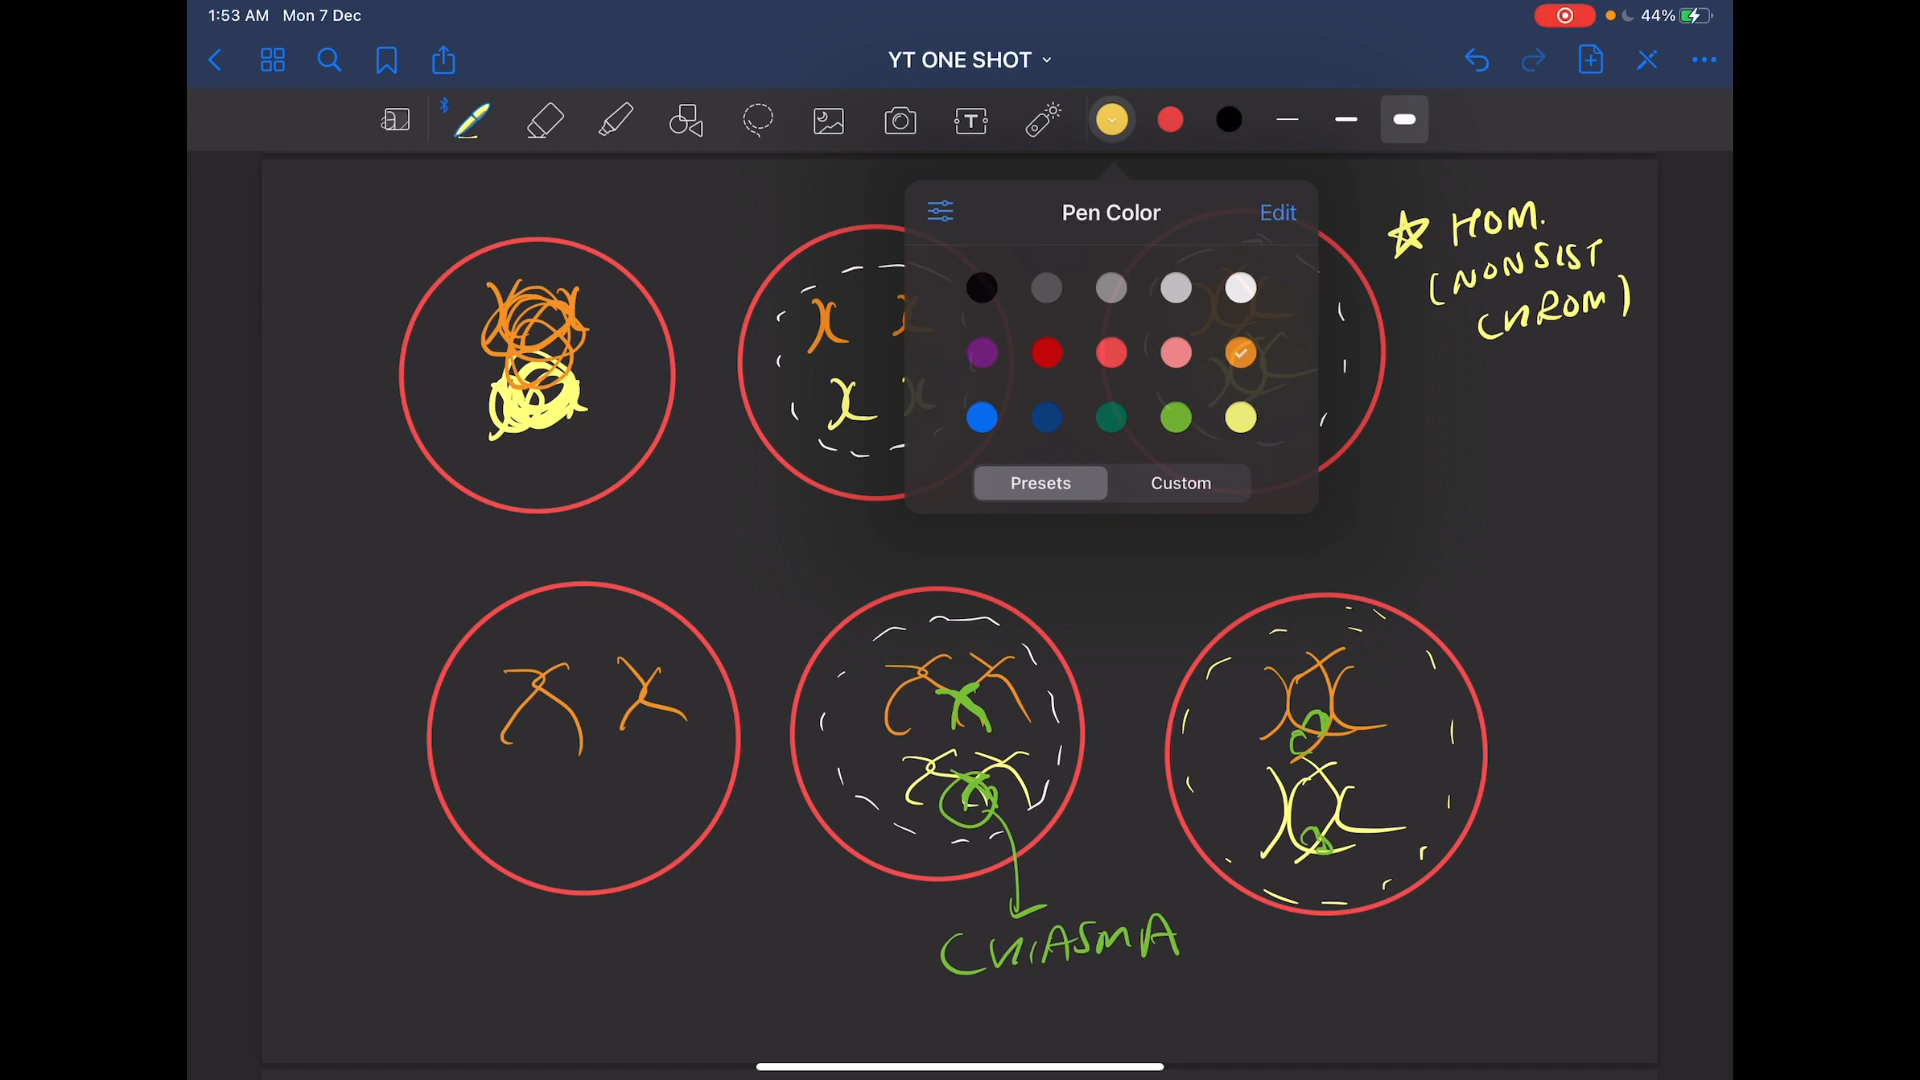 1:53 AM Mon 7 Dec
44%
YT ONE SHOT
Pen Color
Edit
Presets
Custom
HOM.
(NONSIST
CHROM)
CHIASMA